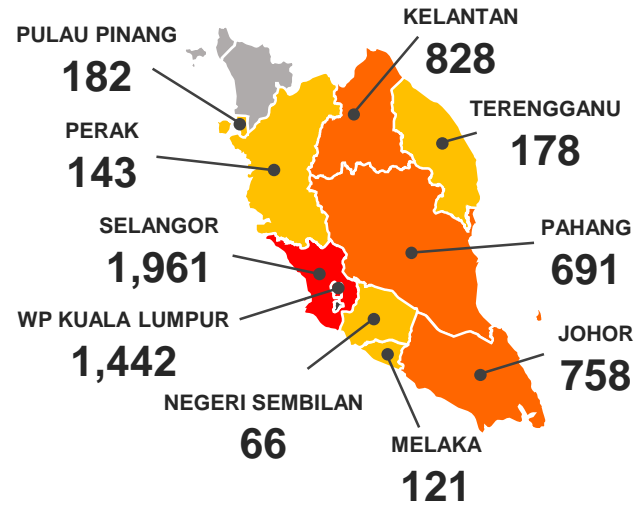 KELANTAN
828
PULAU PINANG
182
TERENGGANU
178
PERAK
143
SELANGOR
1,961
PAHANG
691
WP KUALA LUMPUR
1,442
JOHOR
758
NEGERI SEMBILAN
66
MELAKA
121